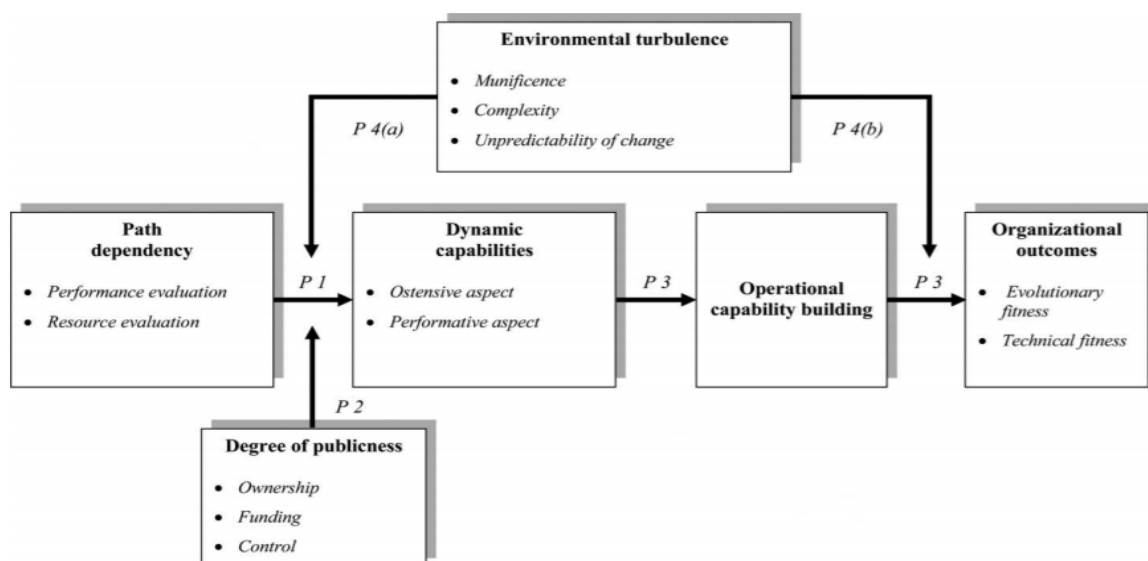 Environmental turbulence
• Munificence
• Complexity
• Unpredictability of change
P 4(a)
P 4(b)
Path
dependency
• Performance evaluation
• Resource evaluation
P 1
Dynamic
capabilities
• Ostensive aspect
• Performative aspect
P 3
Operational
capability building
P 3
Organizational
outcomes
• Evolutionary
fitness
• Technical fitness
P 2
Degree of publicness
• Ownership
• Funding
• Control